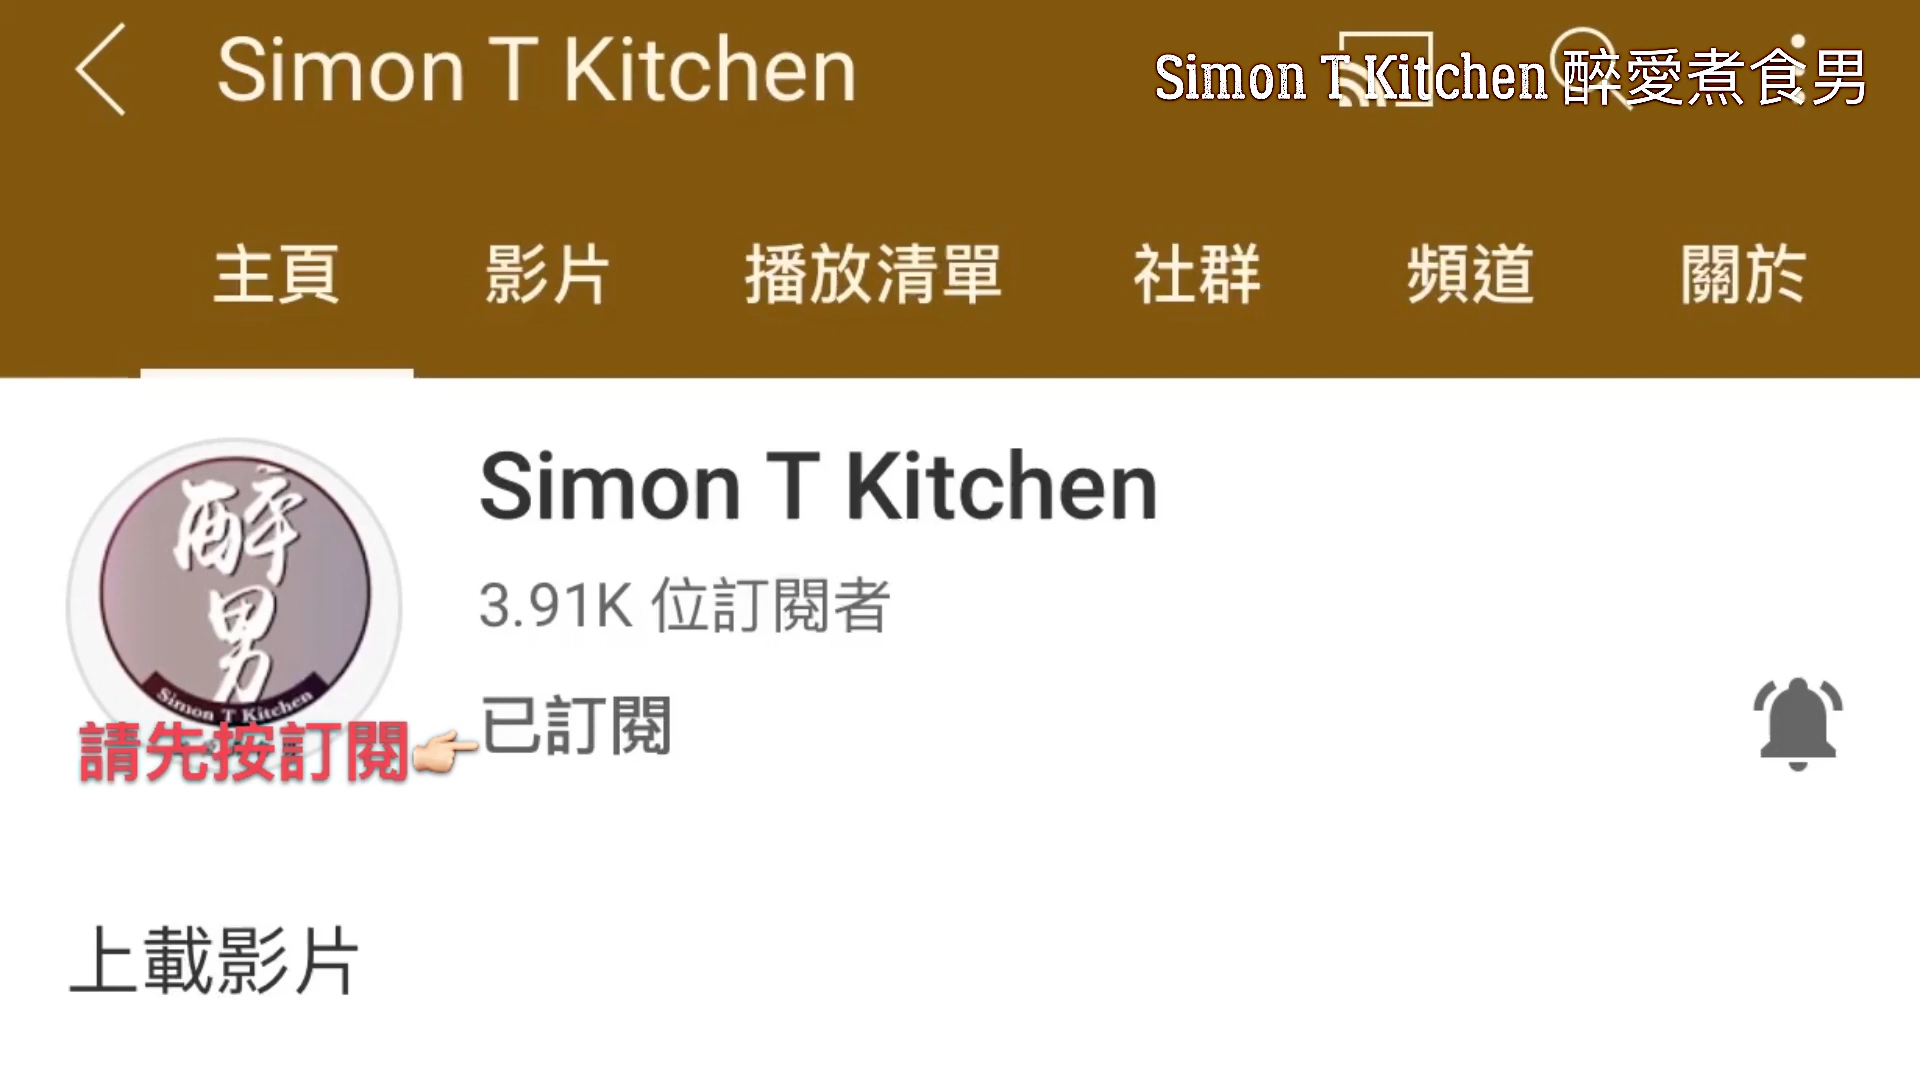 Simon T Kitchen
Simon T Kitchen 醉愛煮食男
主頁 影片 播放清單 社群 頻道 關於
醉男
Simon T Kitchen
Simon T Kitchen
3.91K 位訂閱者
已訂閱
請先按訂閱👉🏻
上載影片